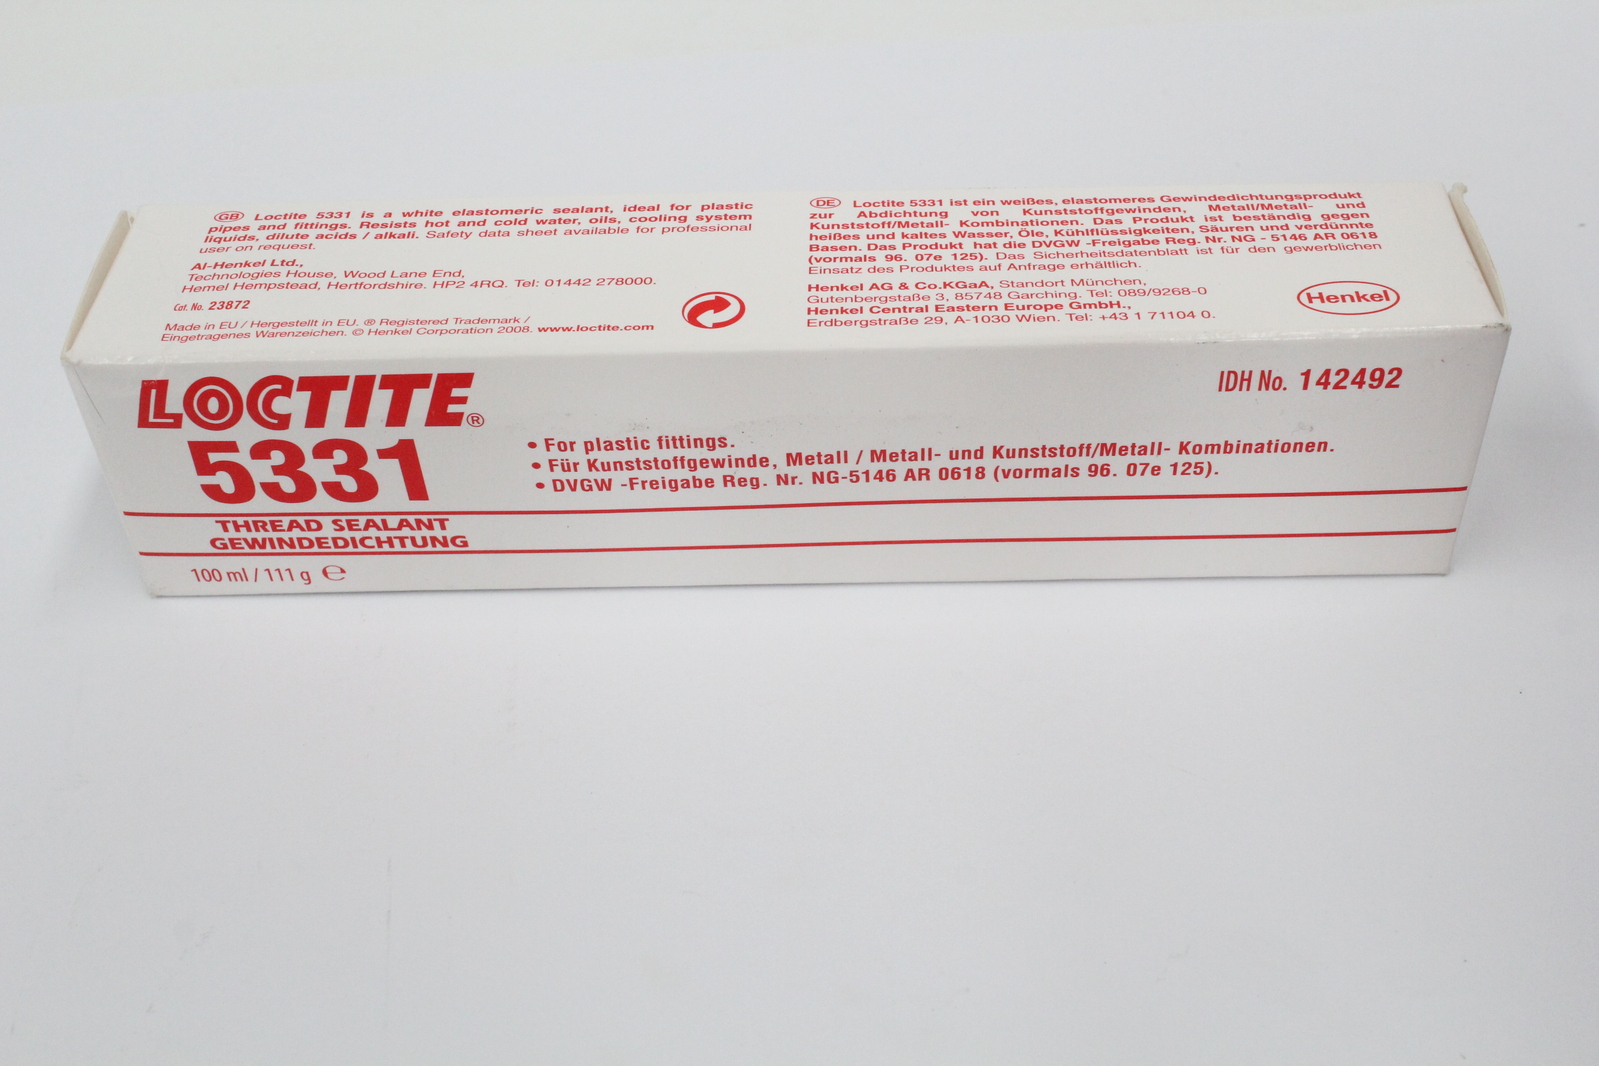 GB Loctite 5331 is a white elastomeric sealant, ideal for plastic
pipes and fittings. Resists hot and cold water, oils, cooling system
liquids, dilute acids / alkali. Safety data sheet available for professional
user on request.
Al-Henkel Ltd.,
Technologies House, Wood Lane End,
Hemel Hempstead, Hertfordshire. HP2 4RQ. Tel: 01442 278000.
Cat. No. 23872
Made in EU / Hergestellt in EU. ® Registered Trademark /
Eingetragenes Warenzeichen. © Henkel Corporation 2008. www.loctite.com
DE Loctite 5331 ist ein weißes, elastomeres Gewindedichtungsprodukt
zur Abdichtung von Kunststoffgewinden, Metall/Metall- und
Kunststoff/Metall- Kombinationen. Das Produkt ist beständig gegen
heißes und kaltes Wasser, Öle, Kühlflüssigkeiten, Säuren und verdünnte
Basen. Das Produkt hat die DVGW -Freigabe Reg. Nr. NG - 5146 AR 0618
(vormals 96. 07e 125). Das Sicherheitsdatenblatt ist für den gewerblichen
Einsatz des Produktes auf Anfrage erhältlich.
Henkel AG & Co.KGaA, Standort München,
Gutenbergstaße 3, 85748 Garching. Tel: 089/9268-0
Henkel Central Eastern Europe GmbH.,
Erdbergstraße 29, A-1030 Wien. Tel: +43 1 71104 0.
Henkel
LOCTITE®
5331
THREAD SEALANT
GEWINDEDICHTUNG
100 ml / 111 g ℮
IDH No. 142492
• For plastic fittings.
• Für Kunststoffgewinde, Metall / Metall- und Kunststoff/Metall- Kombinationen.
• DVGW -Freigabe Reg. Nr. NG-5146 AR 0618 (vormals 96. 07e 125).